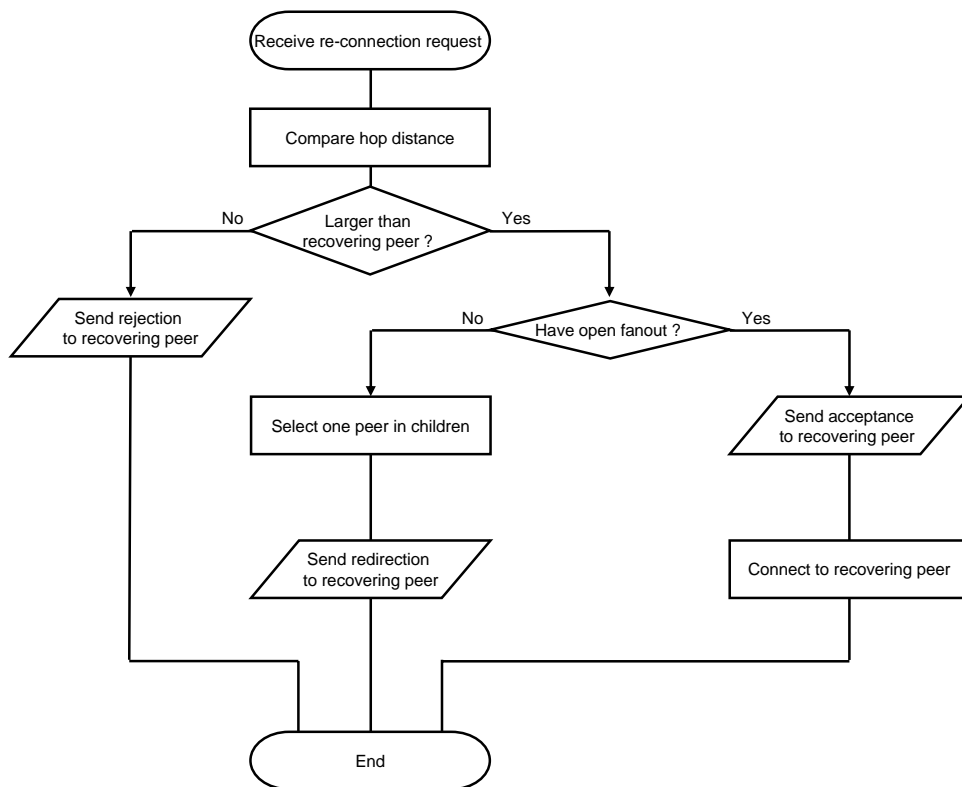 Receive re-connection request
Compare hop distance
No
Larger than
recovering peer ?
Yes
Send rejection
to recovering peer
No
Have open fanout ?
Yes
Select one peer in children
Send acceptance
to recovering peer
Send redirection
to recovering peer
Connect to recovering peer
End